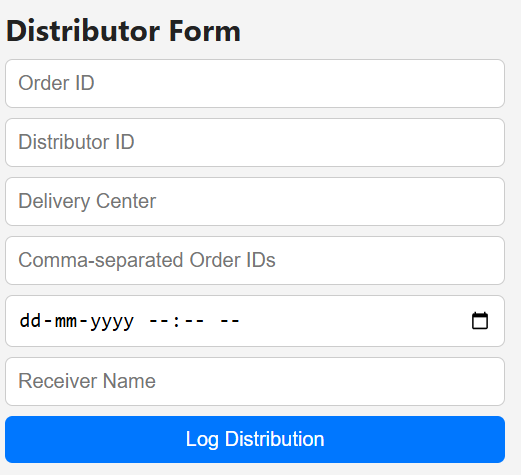 Distributor Form
Order ID
Distributor ID
Delivery Center
Comma-separated Order IDs
dd-mm-yyyy --:-- --
Receiver Name
Log Distribution